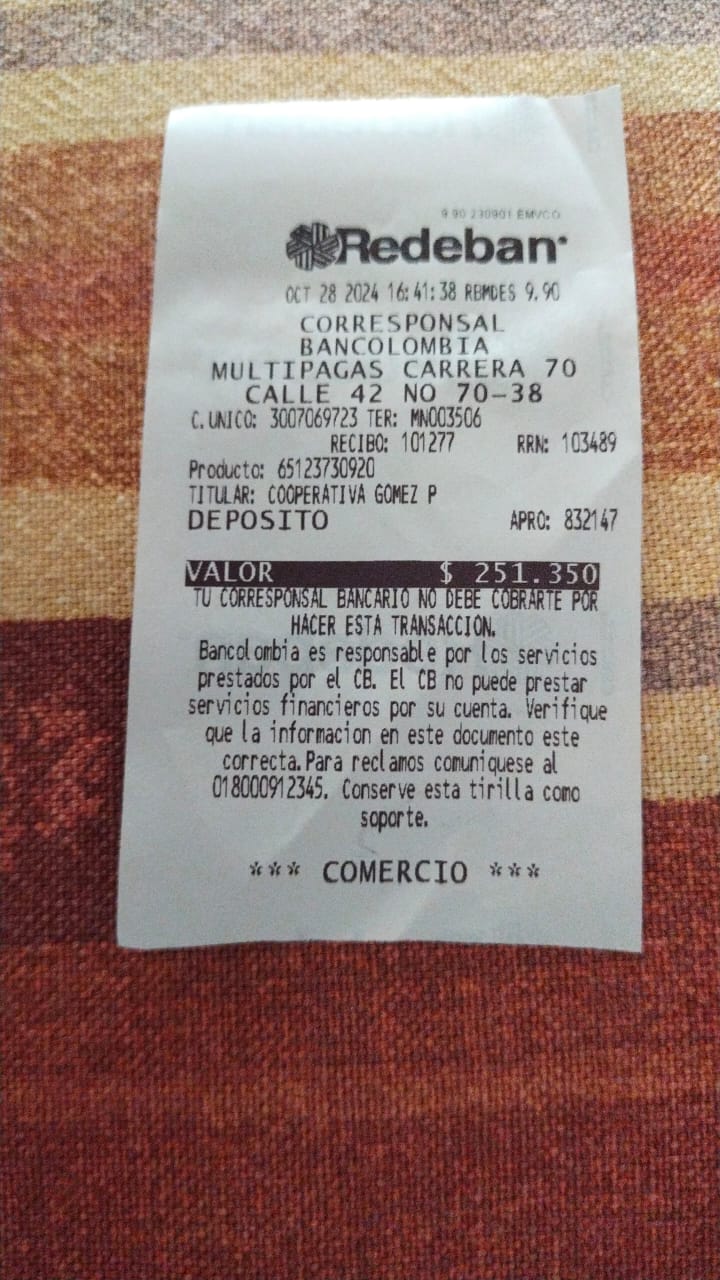 9.90 230901 EMVCO
Redeban
OCT 28 2024 16:41:38 RBMDES 9.90
CORRESPONSAL
BANCOLOMBIA
MULTIPAGAS CARRERA 70
CALLE 42 NO 70-38
C.UNICO: 3007069723 TER: MN003506
RECIBO: 101277 RRN: 103489
Producto: 65123730920
TITULAR: COOPERATIVA GOMEZ P
DEPOSITO APRO: 832147
VALOR $ 251.350
TU CORRESPONSAL BANCARIO NO DEBE COBRARTE POR
HACER ESTA TRANSACCION.
Bancolombia es responsable por los servicios
prestados por el CB. El CB no puede prestar
servicios financieros por su cuenta. Verifique
que la informacion en este documento este
correcta.Para reclamos comuniquese al
018000912345. Conserve esta tirilla como
soporte.
*** COMERCIO ***